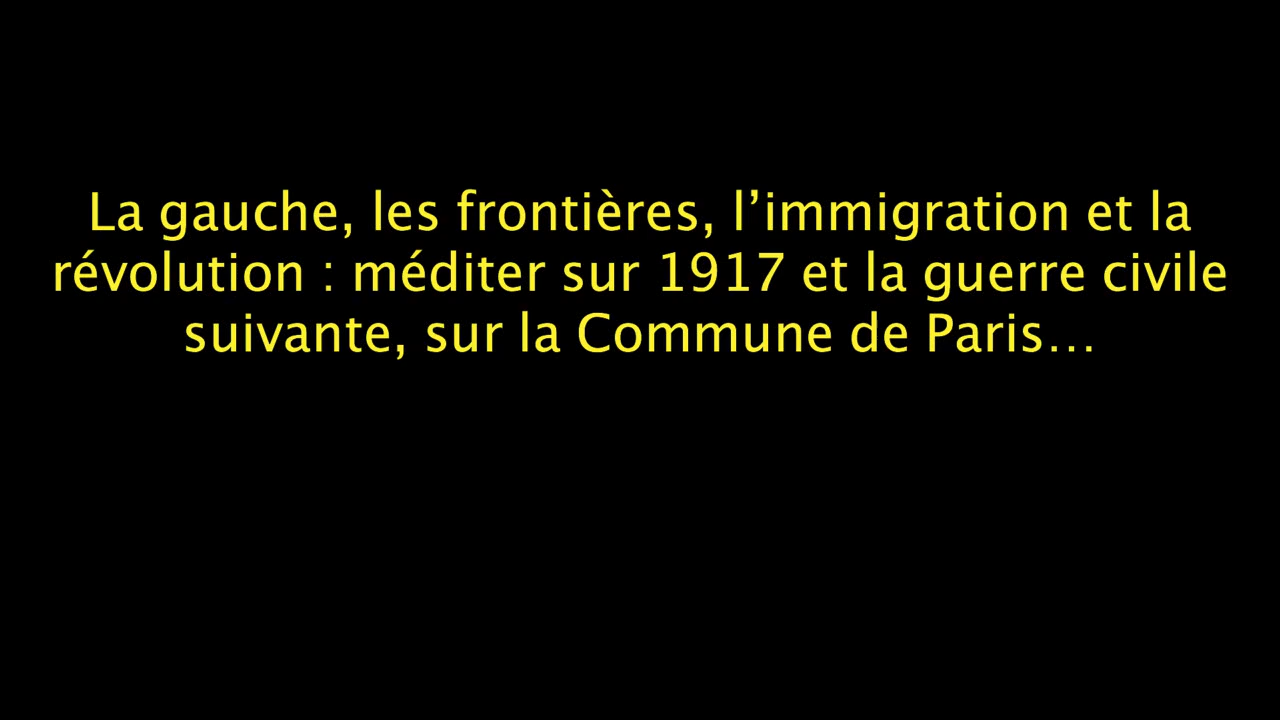 La gauche, les frontières, l’immigration et la
révolution : méditer sur 1917 et la guerre civile
suivante, sur la Commune de Paris…